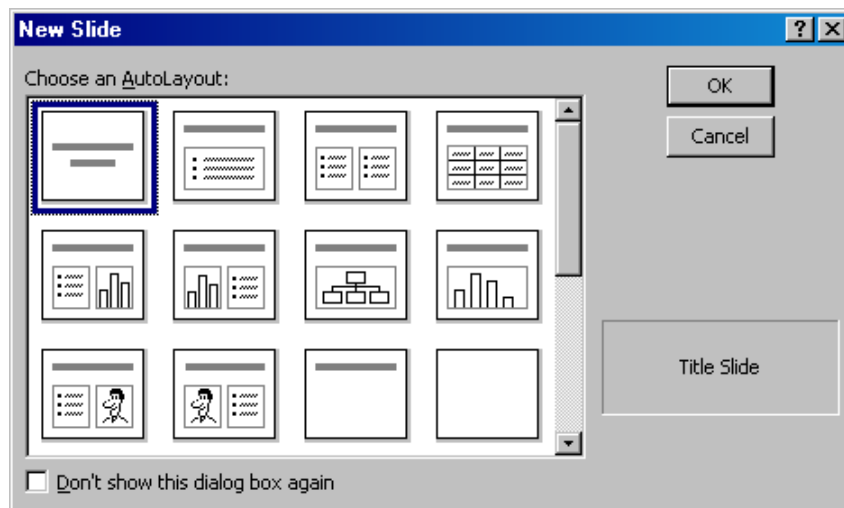 New Slide
Choose an AutoLayout:
OK
Cancel
Title Slide
Don't show this dialog box again